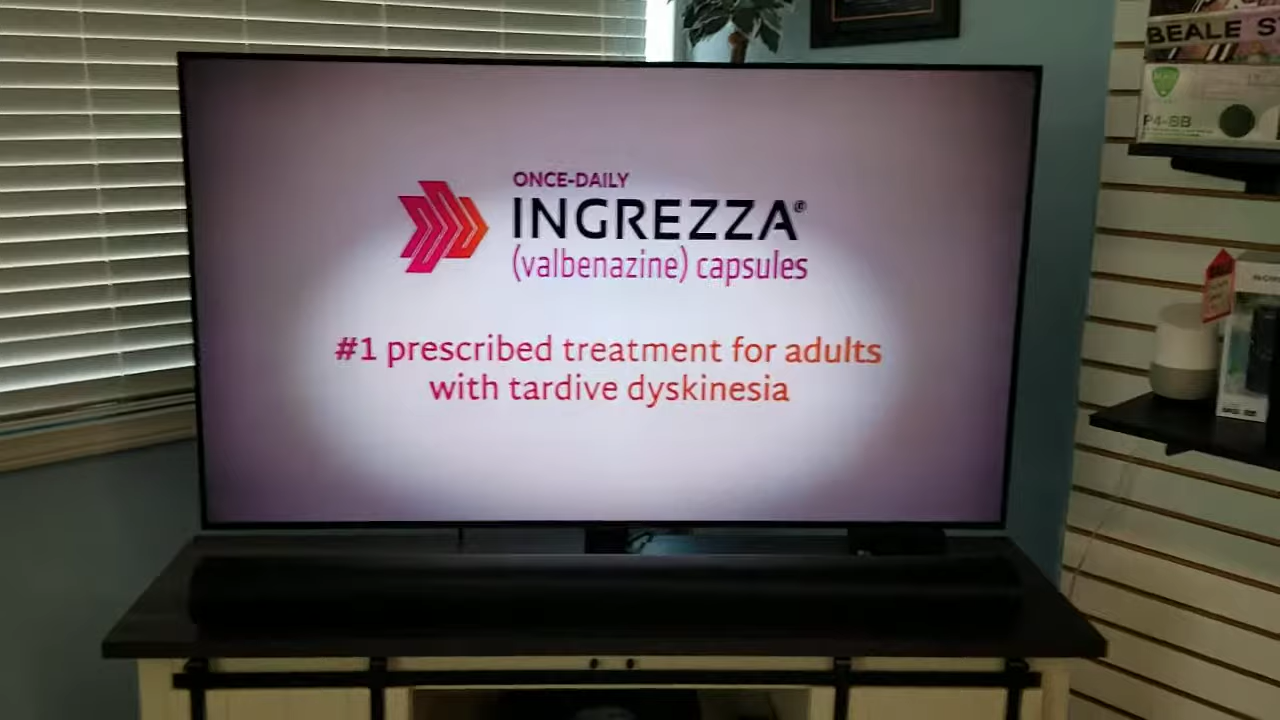 ONCE-DAILY
INGREZZA®
(valbenazine) capsules
#1 prescribed treatment for adults
with tardive dyskinesia
BEALE S
P4-BB